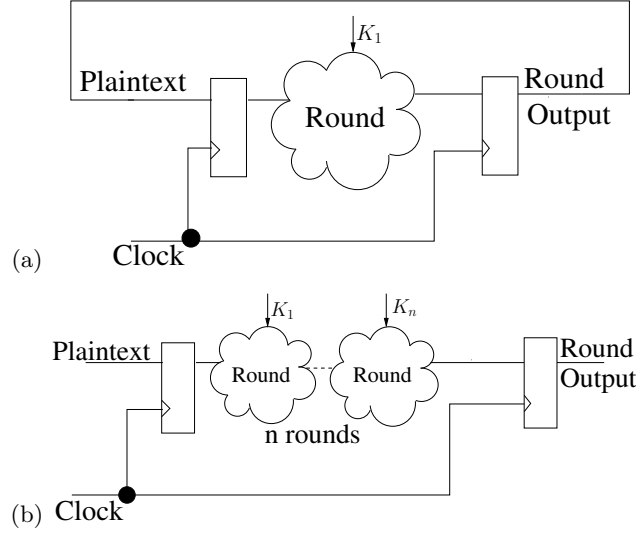 K₁
Plaintext
Round
Round
Output
Clock
(a)
K₁
Kₙ
Plaintext
Round
Round
Round
Output
n rounds
Clock
(b)